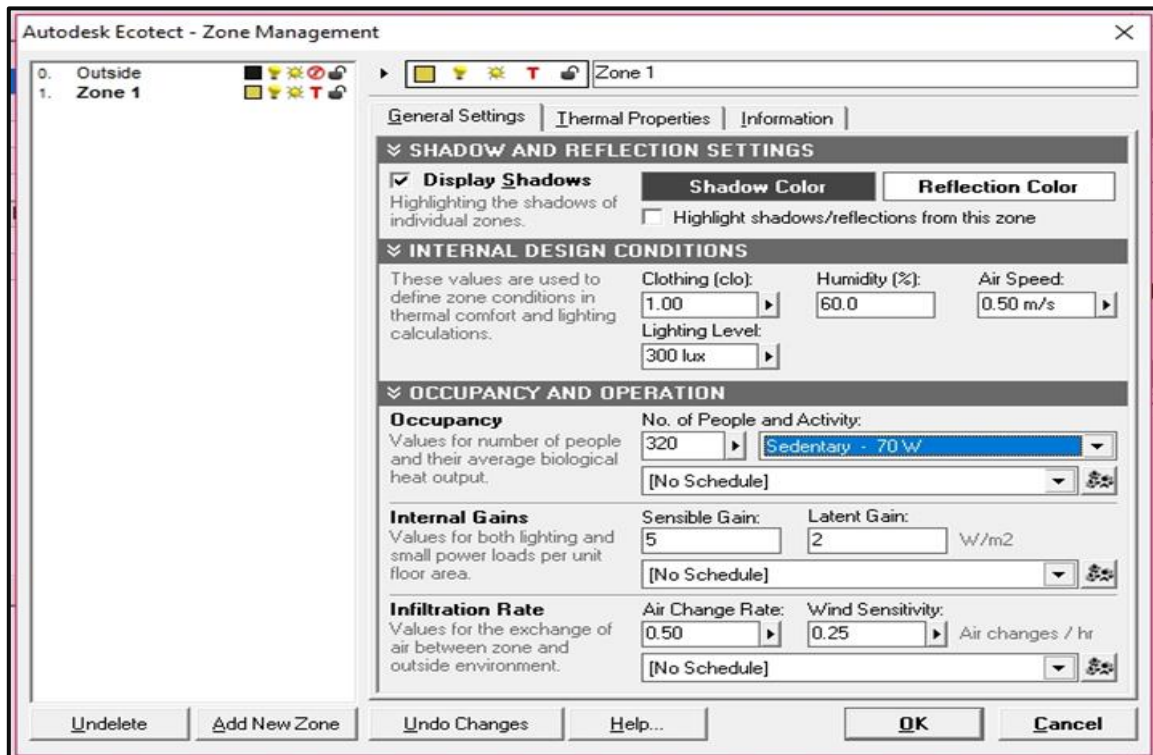 Autodesk Ecotect - Zone Management
0. Outside
1. Zone 1
T
T Zone 1
General Settings Thermal Properties Information
SHADOW AND REFLECTION SETTINGS
Display Shadows
Highlighting the shadows of
individual zones.
Shadow Color Reflection Color
Highlight shadows/reflections from this zone
INTERNAL DESIGN CONDITIONS
These values are used to
define zone conditions in
thermal comfort and lighting
calculations.
Clothing (clo): Humidity (%): Air Speed:
1.00 60.0 0.50 m/s
Lighting Level:
300 lux
OCCUPANCY AND OPERATION
Occupancy
Values for number of people
and their average biological
heat output.
No. of People and Activity:
320 Sedentary - 70 W
[No Schedule]
Internal Gains
Values for both lighting and
small power loads per unit
floor area.
Sensible Gain: Latent Gain:
5 2 W/m2
[No Schedule]
Infiltration Rate
Values for the exchange of
air between zone and
outside environment.
Air Change Rate: Wind Sensitivity:
0.50 0.25 Air changes / hr
[No Schedule]
Undelete Add New Zone Undo Changes Help... OK Cancel